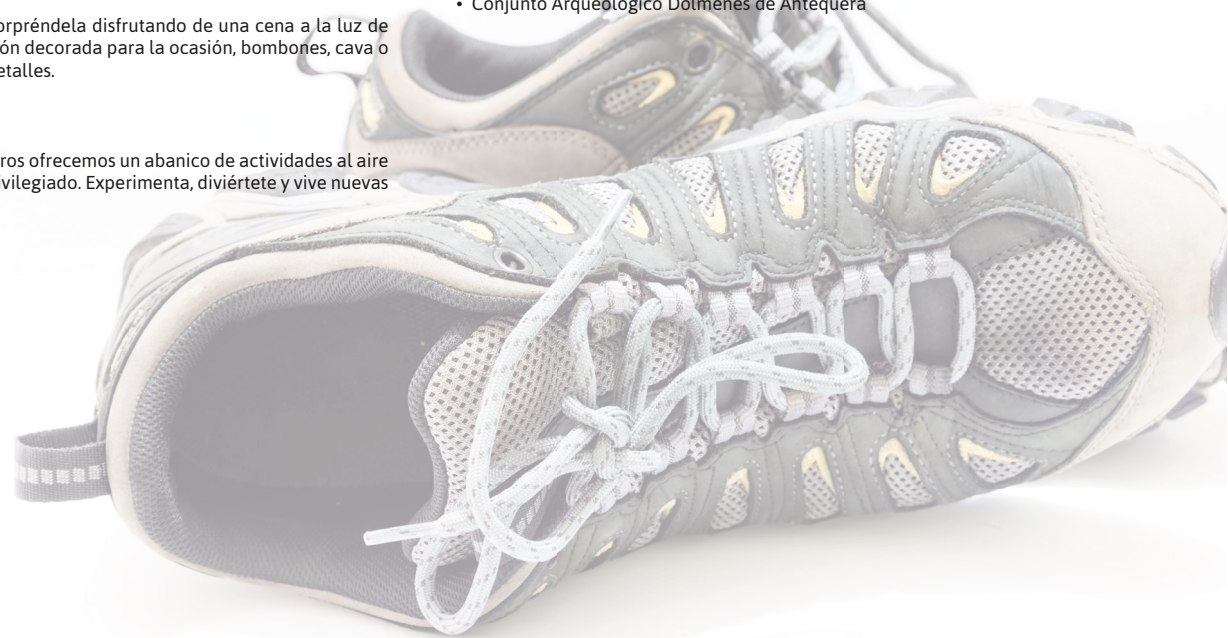 orpréndela disfrutando de una cena a la luz de
ón decorada para la ocasión, bombones, cava o
etalles.
ros ofrecemos un abanico de actividades al aire
vilegiado. Experimenta, diviértete y vive nuevas
• Conjunto Arqueológico Dólmenes de Antequera